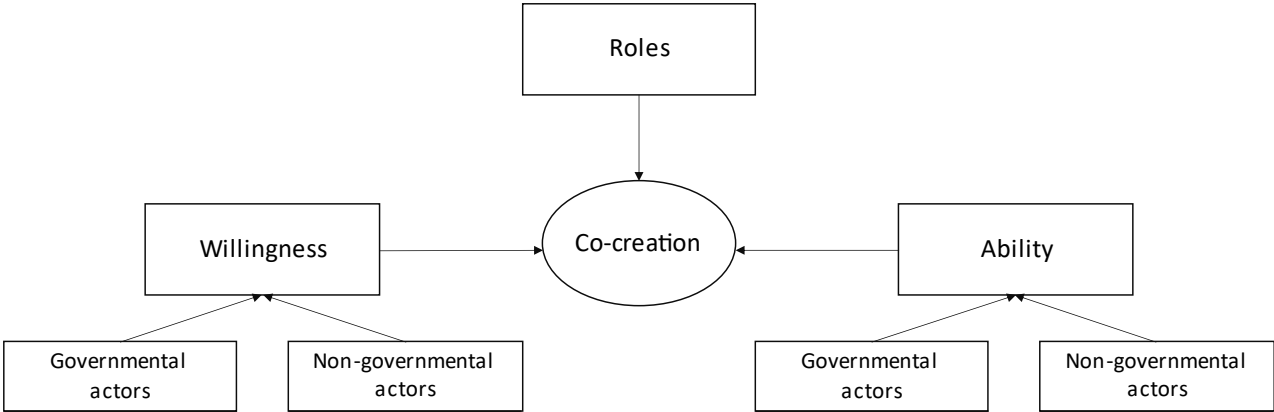 Roles
Willingness
Co-creation
Ability
Governmental
actors
Non-governmental
actors
Governmental
actors
Non-governmental
actors